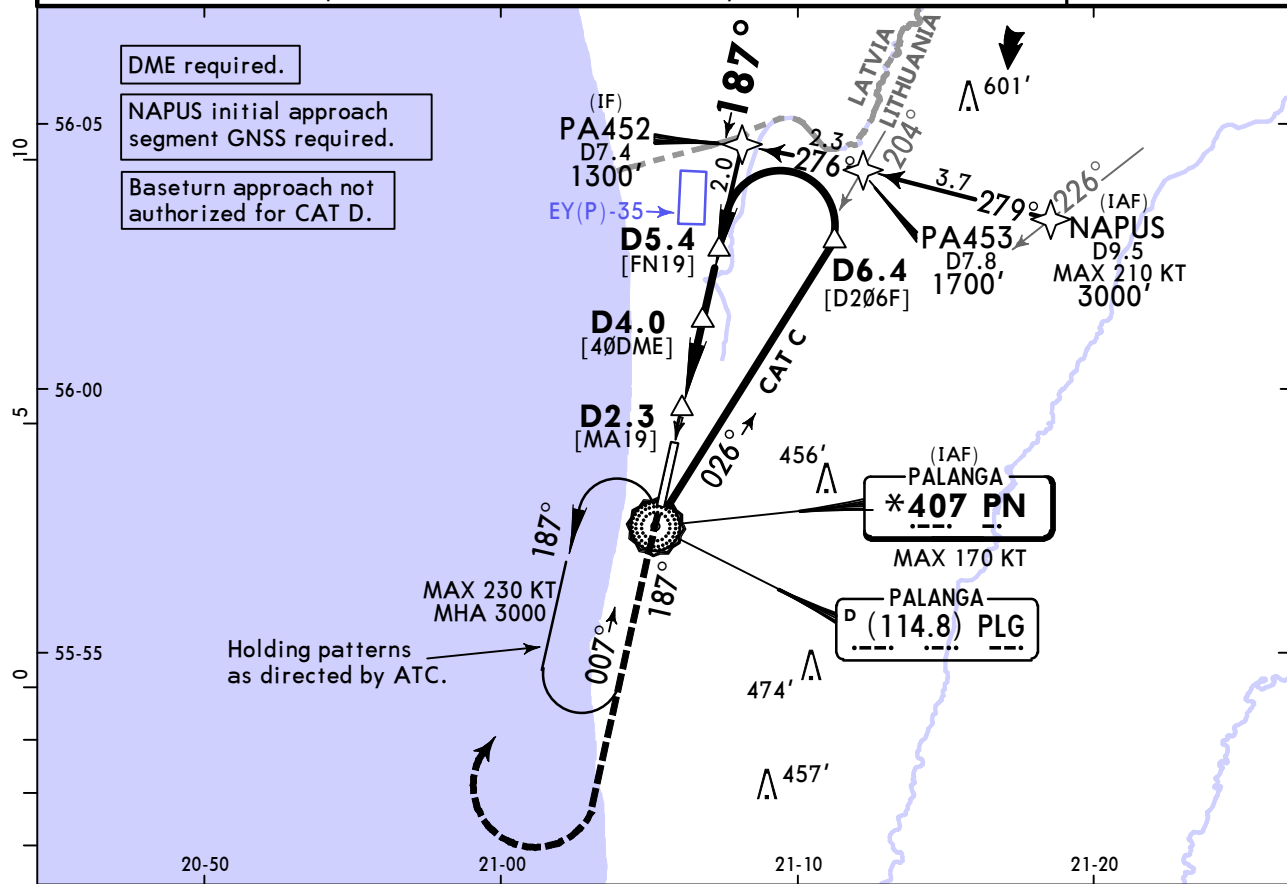 DME required.
NAPUS initial approach
segment GNSS required.
Baseturn approach not
authorized for CAT D.
187°
LATVIA
LITHUANIA
601'
56-05
10
(IF)
PA452
D7.4
1300'
2.3
276°
204°
3.7
279°
226°
(IAF)
NAPUS
D9.5
MAX 210 KT
3000'
2.0
EY(P)-35
PA453
D7.8
1700'
D5.4
[FN19]
D6.4
[D2Ø6F]
D4.0
[4ØDME]
CAT C
56-00
5
D2.3
[MA19]
026°
456'
(IAF)
PALANGA
*407 PN
MAX 170 KT
187°
187°
MAX 230 KT
MHA 3000
PALANGA
D (114.8) PLG
007°
Holding patterns
as directed by ATC.
55-55
0
474'
457'
20-50
21-00
21-10
21-20